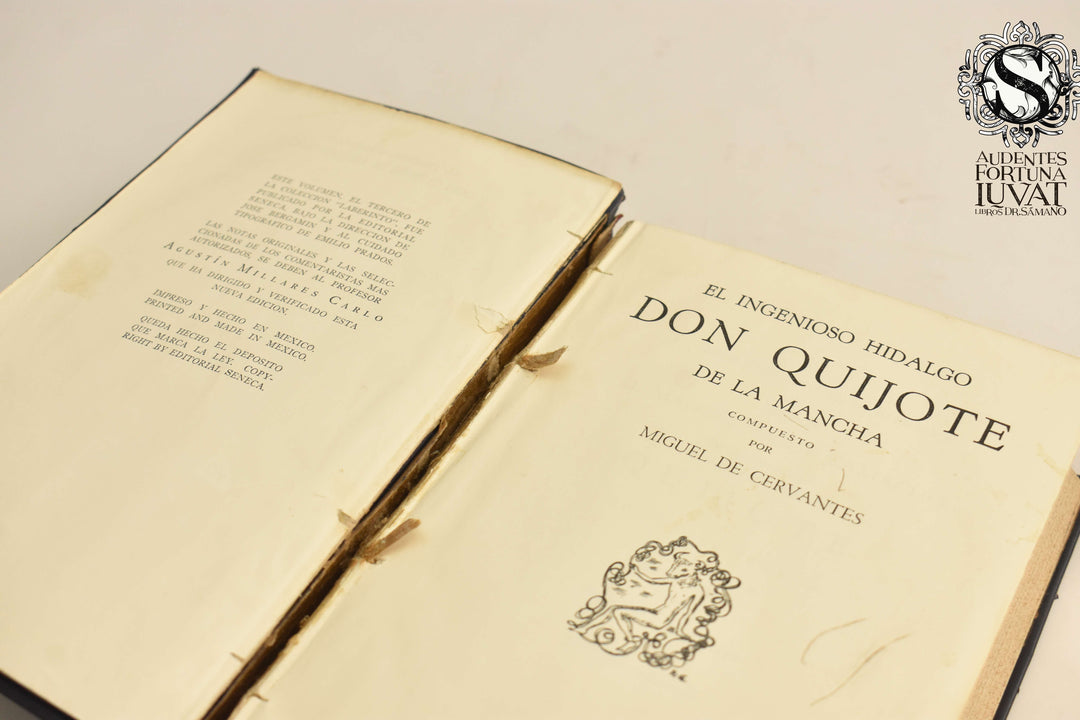 ESTE VOLUMEN, EL TERCERO DE
LA COLECCION "LABERINTO", FUE
PUBLICADO POR LA EDITORIAL
SENECA, BAJO LA DIRECCION DE
JOSE BERGAMIN Y AL CUIDADO
TIPOGRAFICO DE EMILIO PRADOS.
LAS NOTAS ORIGINALES Y LAS SELEC-
CIONADAS DE LOS COMENTARISTAS MAS
AUTORIZADOS, SE DEBEN AL PROFESOR
AGUSTÍN MILLARES CARLO
QUE HA DIRIGIDO Y VERIFICADO ESTA
NUEVA EDICION.
IMPRESO Y HECHO EN MEXICO.
PRINTED AND MADE IN MEXICO.
QUEDA HECHO EL DEPOSITO
QUE MARCA LA LEY. COPY-
RIGHT BY EDITORIAL SENECA.
EL INGENIOSO HIDALGO
DON QUIJOTE
DE LA MANCHA
COMPUESTO
POR
MIGUEL DE CERVANTES
S
AUDENTES
FORTUNA
IUVAT
LIBROS DR. SÁMANO